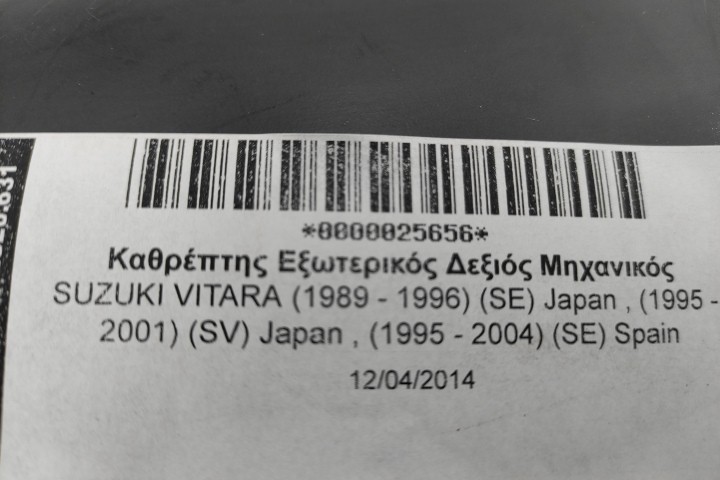 *0000025656*
Καθρέπτης Εξωτερικός Δεξιός Μηχανικός
SUZUKI VITARA (1989 - 1996) (SE) Japan , (1995 -
2001) (SV) Japan , (1995 - 2004) (SE) Spain
12/04/2014